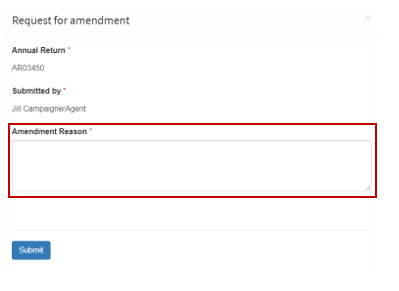 Request for amendment ×
Annual Return *
AR03450
Submitted by *
Jill CampaignerAgent
Amendment Reason *
Submit